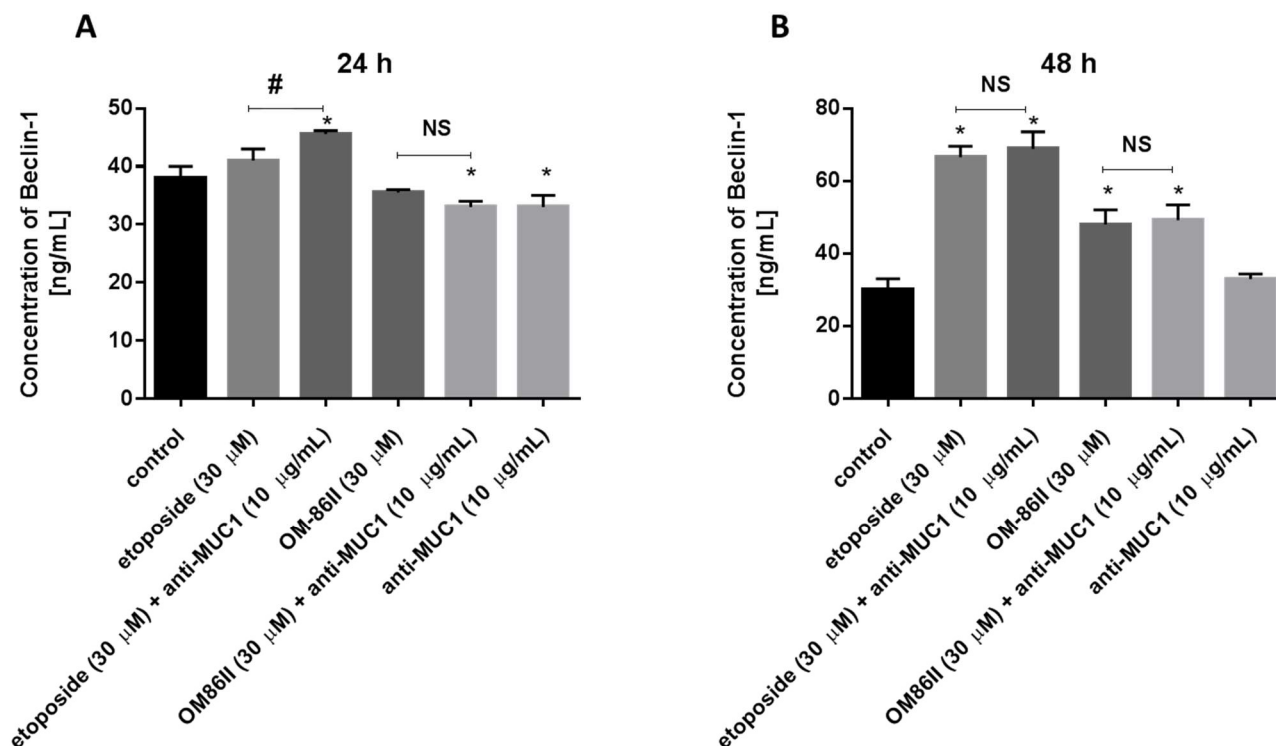 A
24 h
#
*
NS
*
*
Concentration of Beclin-1
[ng/mL]
50
40
30
20
10
0
control
etoposide (30 μM)
etoposide (30 μM) + anti-MUC1 (10 μg/mL)
OM-86II (30 μM)
OM86II (30 μM) + anti-MUC1 (10 μg/mL)
anti-MUC1 (10 μg/mL)
B
48 h
NS
*
*
NS
*
*
Concentration of Beclin-1
[ng/mL]
80
60
40
20
0
control
etoposide (30 μM)
etoposide (30 μM) + anti-MUC1 (10 μg/mL)
OM-86II (30 μM)
OM86II (30 μM) + anti-MUC1 (10 μg/mL)
anti-MUC1 (10 μg/mL)